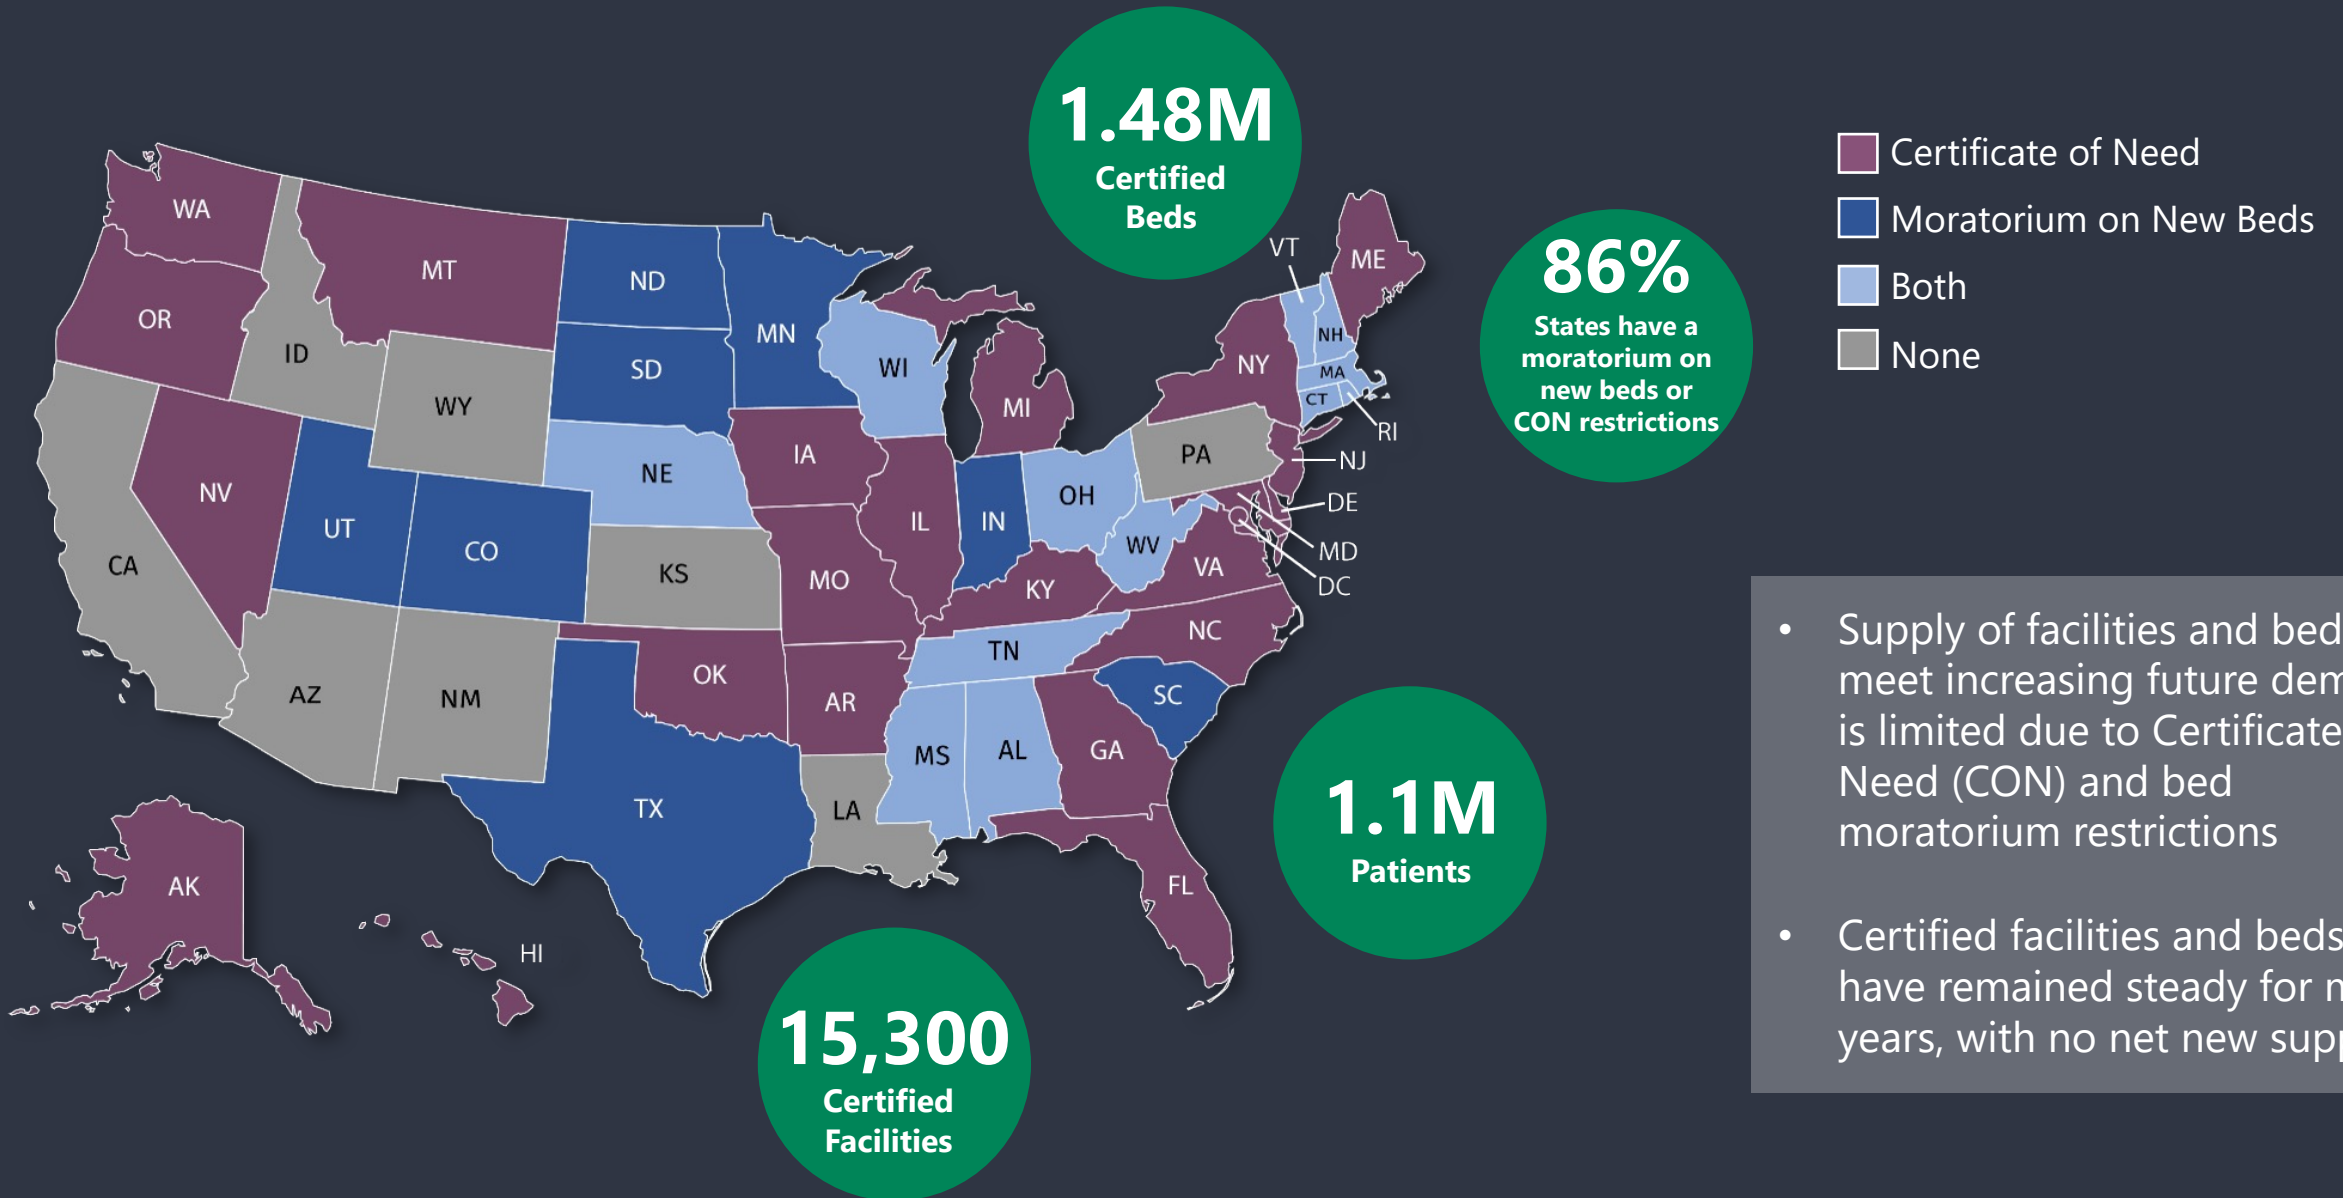 1.48M
Certified
Beds
86%
States have a
moratorium on
new beds or
CON restrictions
Certificate of Need
Moratorium on New Beds
Both
None
WA
OR
CA
NV
ID
MT
WY
UT
CO
AZ
NM
ND
SD
NE
KS
OK
TX
MN
IA
MO
AR
LA
WI
IL
MI
IN
OH
KY
TN
MS
AL
GA
FL
SC
NC
VA
WV
PA
NY
VT
NH
ME
MA
CT
RI
NJ
DE
MD
DC
AK
HI
1.1M
Patients
15,300
Certified
Facilities
• Supply of facilities and bed
meet increasing future dem
is limited due to Certificate
Need (CON) and bed
moratorium restrictions
• Certified facilities and beds
have remained steady for m
years, with no net new supp